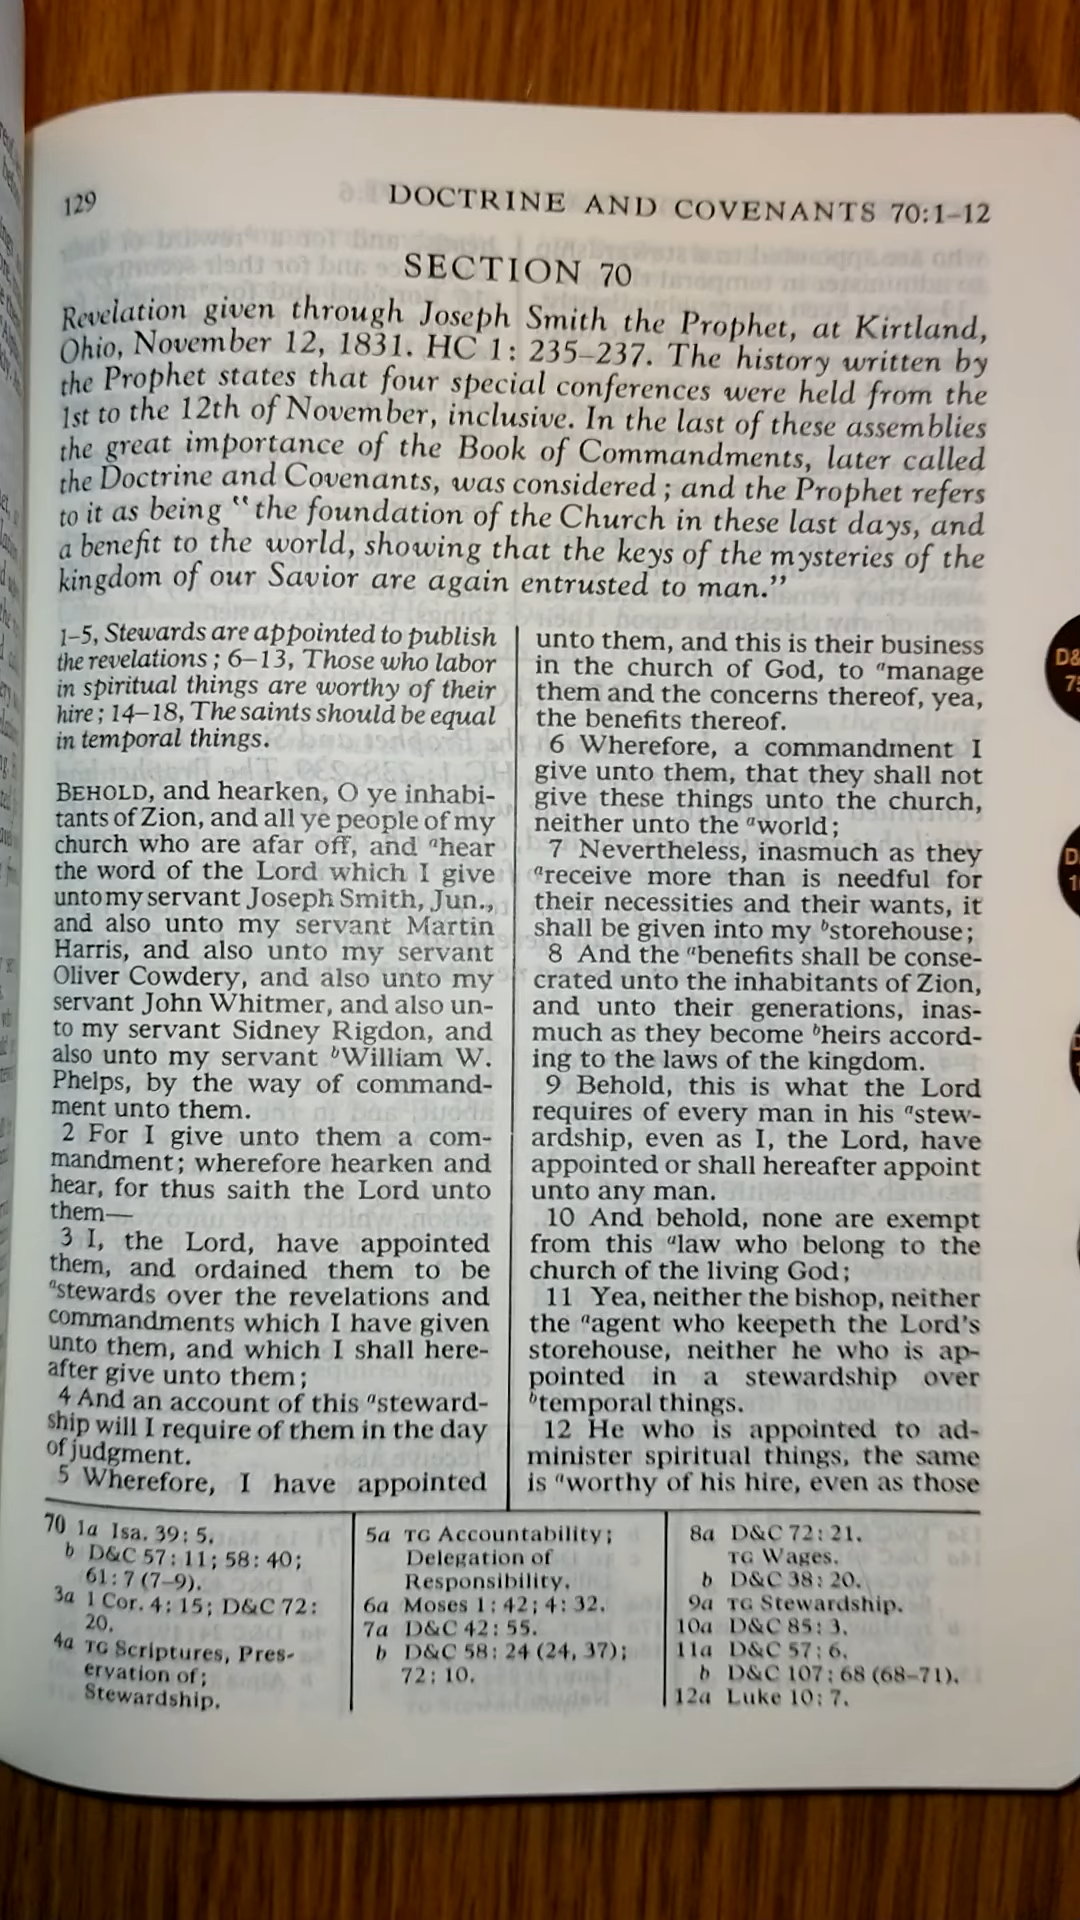 129
DOCTRINE AND COVENANTS 70:1–12
SECTION 70
Revelation given through Joseph Smith the Prophet, at Kirtland,
Ohio, November 12, 1831. HC 1: 235–237. The history written by
the Prophet states that four special conferences were held from the
1st to the 12th of November, inclusive. In the last of these assemblies
the great importance of the Book of Commandments, later called
the Doctrine and Covenants, was considered; and the Prophet refers
to it as being “the foundation of the Church in these last days, and
a benefit to the world, showing that the keys of the mysteries of the
kingdom of our Savior are again entrusted to man.”
1–5, Stewards are appointed to publish
the revelations; 6–13, Those who labor
in spiritual things are worthy of their
hire; 14–18, The saints should be equal
in temporal things.
BEHOLD, and hearken, O ye inhabi-
tants of Zion, and all ye people of my
church who are afar off, and ᵃhear
the word of the Lord which I give
unto my servant Joseph Smith, Jun.,
and also unto my servant Martin
Harris, and also unto my servant
Oliver Cowdery, and also unto my
servant John Whitmer, and also un-
to my servant Sidney Rigdon, and
also unto my servant ᵇWilliam W.
Phelps, by the way of command-
ment unto them.
2 For I give unto them a com-
mandment; wherefore hearken and
hear, for thus saith the Lord unto
them—
3 I, the Lord, have appointed
them, and ordained them to be
ᵃstewards over the revelations and
commandments which I have given
unto them, and which I shall here-
after give unto them;
4 And an account of this ᵃsteward-
ship will I require of them in the day
of judgment.
5 Wherefore, I have appointed
unto them, and this is their business
in the church of God, to ᵃmanage
them and the concerns thereof, yea,
the benefits thereof.
6 Wherefore, a commandment I
give unto them, that they shall not
give these things unto the church,
neither unto the ᵃworld;
7 Nevertheless, inasmuch as they
ᵃreceive more than is needful for
their necessities and their wants, it
shall be given into my ᵇstorehouse;
8 And the ᵃbenefits shall be conse-
crated unto the inhabitants of Zion,
and unto their generations, inas-
much as they become ᵇheirs accord-
ing to the laws of the kingdom.
9 Behold, this is what the Lord
requires of every man in his ᵃstew-
ardship, even as I, the Lord, have
appointed or shall hereafter appoint
unto any man.
10 And behold, none are exempt
from this ᵃlaw who belong to the
church of the living God;
11 Yea, neither the bishop, neither
the ᵃagent who keepeth the Lord’s
storehouse, neither he who is ap-
pointed in a stewardship over
ᵇtemporal things.
12 He who is appointed to ad-
minister spiritual things, the same
is ᵃworthy of his hire, even as those
70 1a Isa. 39: 5.
b D&C 57: 11; 58: 40;
61: 7 (7–9).
3a 1 Cor. 4: 15; D&C 72:
20.
4a TG Scriptures, Pres-
ervation of;
Stewardship.
5a TG Accountability;
Delegation of
Responsibility.
6a Moses 1: 42; 4: 32.
7a D&C 42: 55.
b D&C 58: 24 (24, 37);
72: 10.
8a D&C 72: 21.
TG Wages.
b D&C 38: 20.
9a TG Stewardship.
10a D&C 85: 3.
11a D&C 57: 6.
b D&C 107: 68 (68–71).
12a Luke 10: 7.